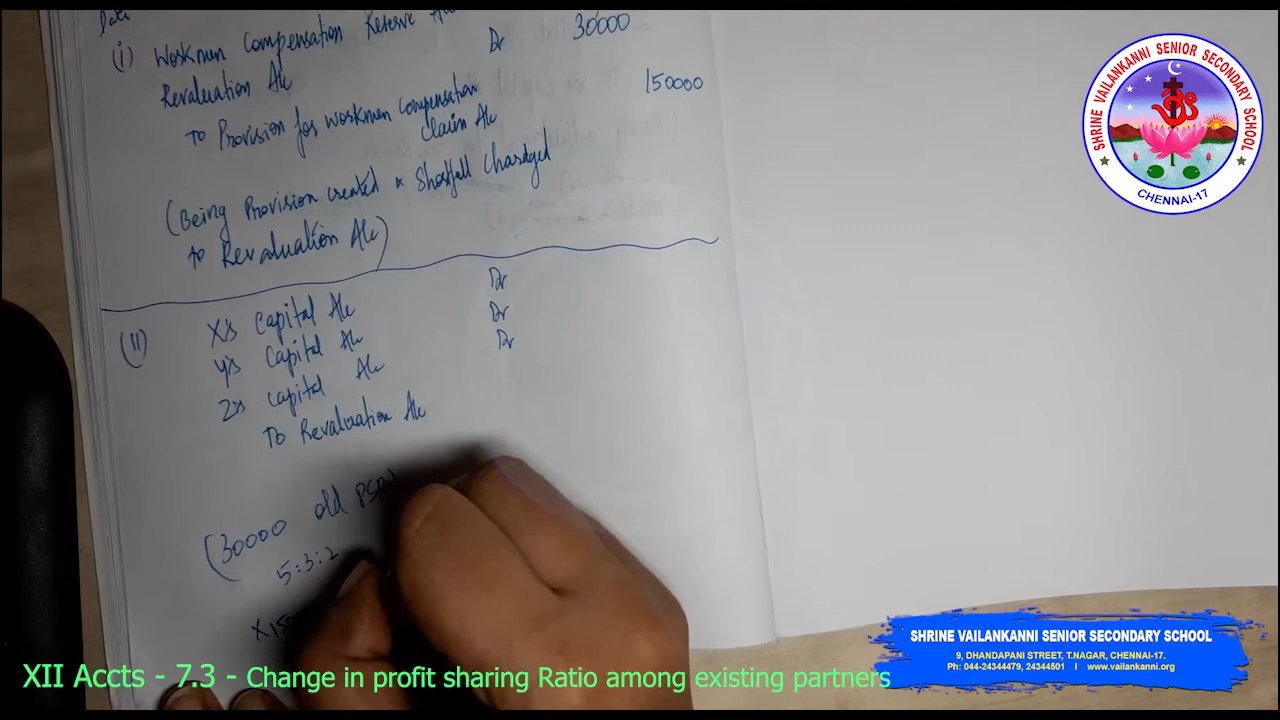 Date
(i) Workmen Compensation Reserve A/c
Revaluation A/c Dr 30000
To Provision for workmen compensation
Claim A/c 150000
(Being Provision created & Shortfall Charged
to Revaluation A/c)
(II) X's Capital A/c Dr
Y's Capital A/c Dr
Z's Capital A/c Dr
To Revaluation A/c
(30000 old PSR)
5:3:2
SHRINE VAILANKANNI SENIOR SECONDARY SCHOOL
CHENNAI-17
SHRINE VAILANKANNI SENIOR SECONDARY SCHOOL
9, DHANDAPANI STREET, T.NAGAR, CHENNAI-17.
Ph: 044-24344479, 24344501 I www.vailankanni.org
XII Accts - 7.3 - Change in profit sharing Ratio among existing partners